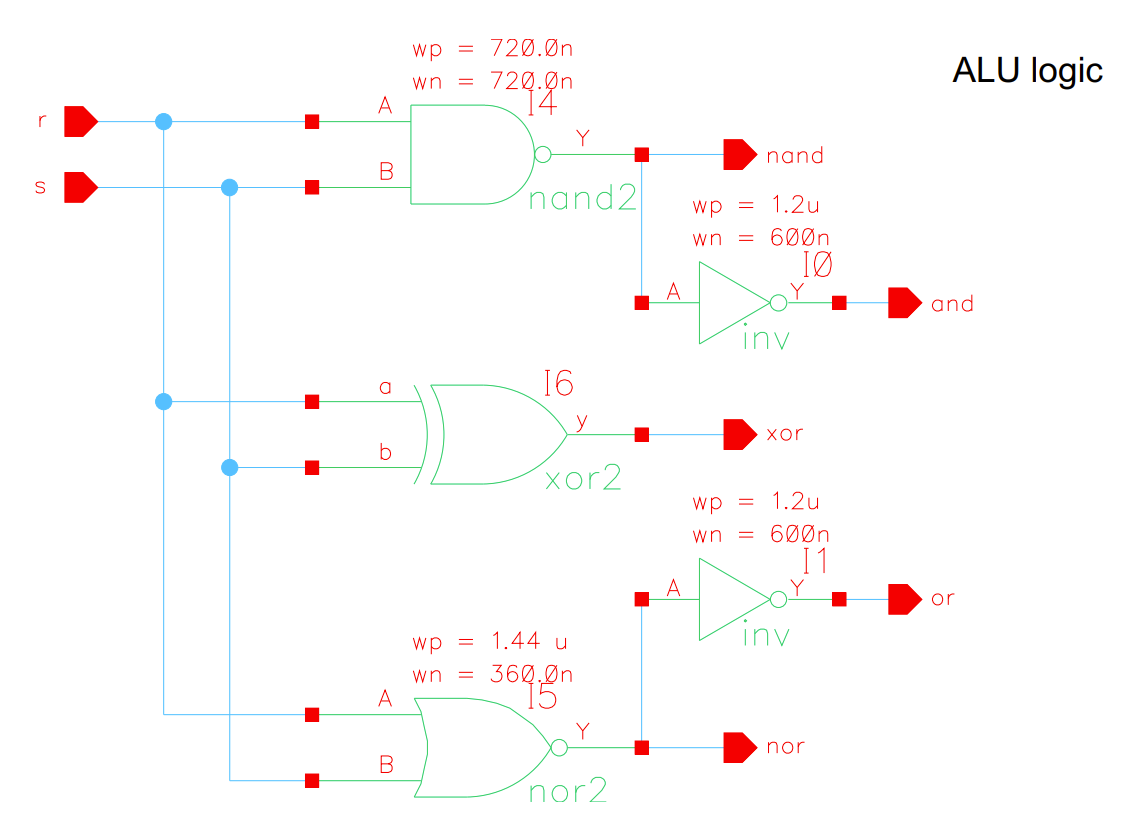 ALU logic
wp = 720.0n
wn = 720.0n
I4
r
A
Y
nand
s
B
nand2
wp = 1.2u
wn = 600n
I0
A
Y
and
inv
I6
a
y
xor
b
xor2
wp = 1.2u
wn = 600n
I1
A
Y
or
inv
wp = 1.44 u
wn = 360.0n
I5
A
Y
nor
B
nor2